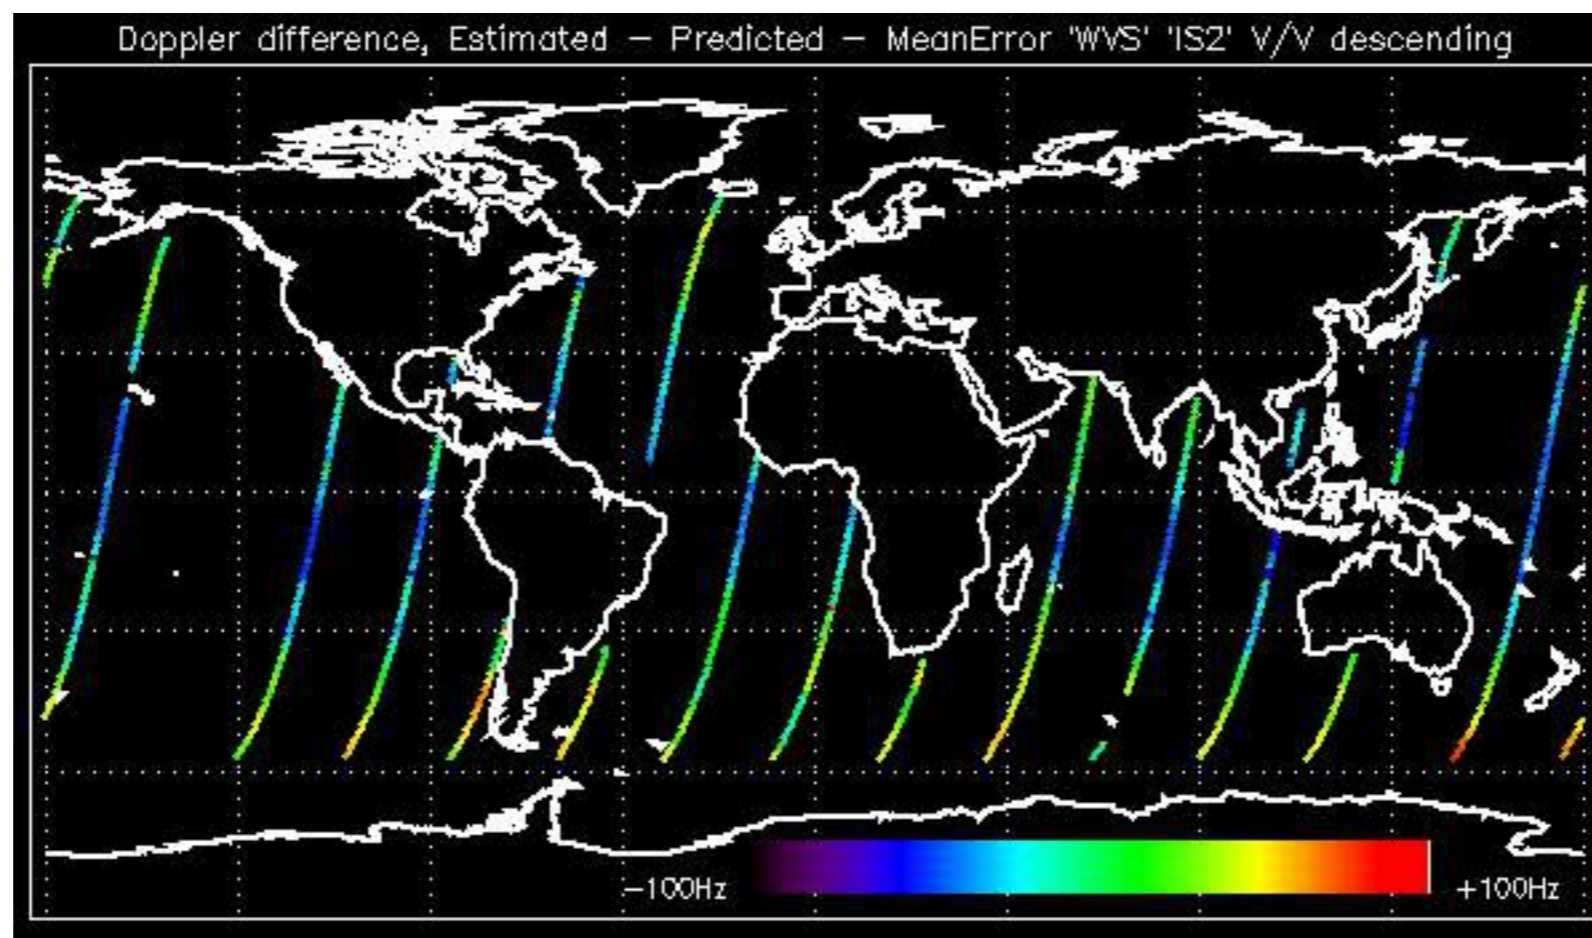 Doppler difference, Estimated – Predicted – MeanError 'WVS' 'IS2' V/V descending
–100Hz +100Hz